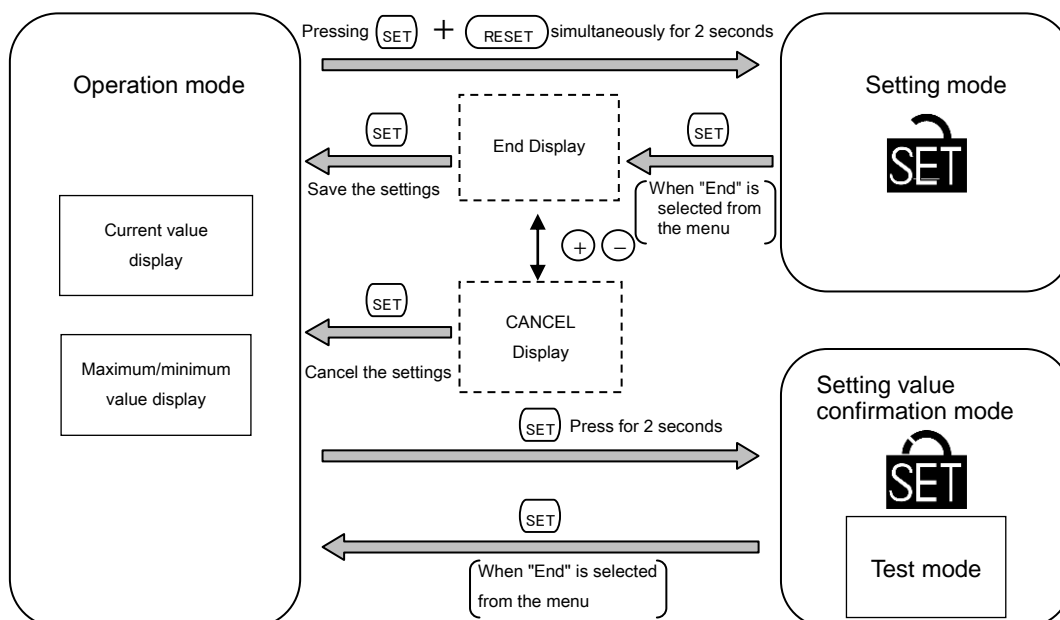 Pressing SET + RESET simultaneously for 2 seconds
Operation mode
Setting mode
SET
SET
End Display
SET
Save the settings
(When "End" is
selected from
the menu)
Current value
display
+ −
SET
CANCEL
Display
Cancel the settings
Maximum/minimum
value display
Setting value
confirmation mode
SET
SET Press for 2 seconds
SET
Test mode
(When "End" is selected
from the menu)